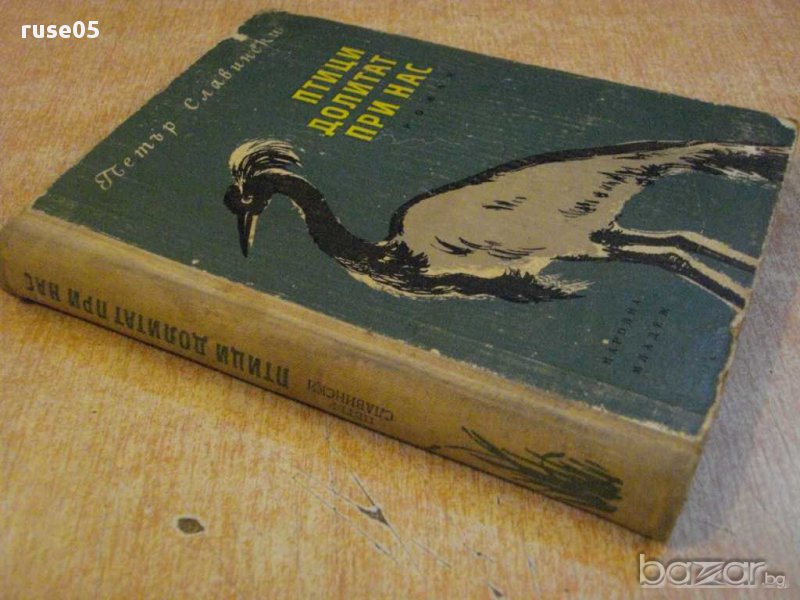 ruse05
Петър Славински
ПТИЦИ
ДОЛИТАТ
ПРИ НАС
РОМАН
НАРОДНА
МЛАДЕЖ
ПТИЦИ ДОЛИТАТ ПРИ НАС
ПЕТЪР
СЛАВИНСКИ
bazar.bg